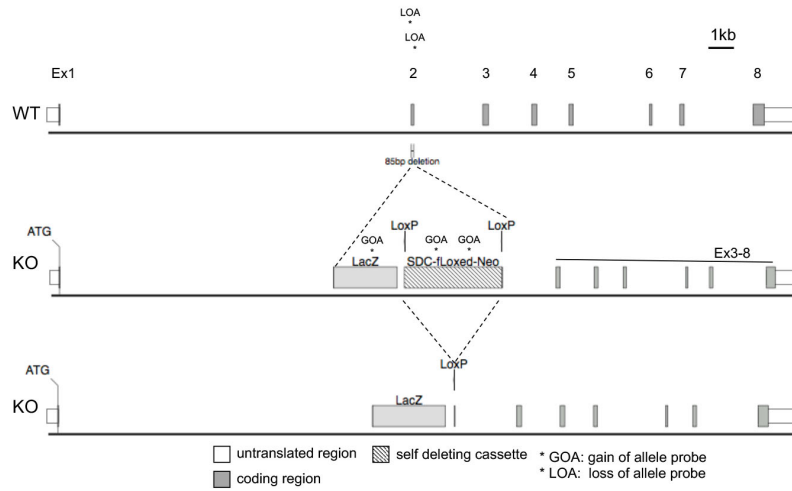 LOA
*
LOA
*
1kb
Ex1 2 3 4 5 6 7 8
WT
85bp deletion
ATG
LoxP LoxP
GOA GOA GOA
* * *
LacZ SDC-fLoxed-Neo
Ex3-8
KO
LoxP
ATG
LacZ
KO
untranslated region
self deleting cassette
* GOA: gain of allele probe
coding region
* LOA: loss of allele probe